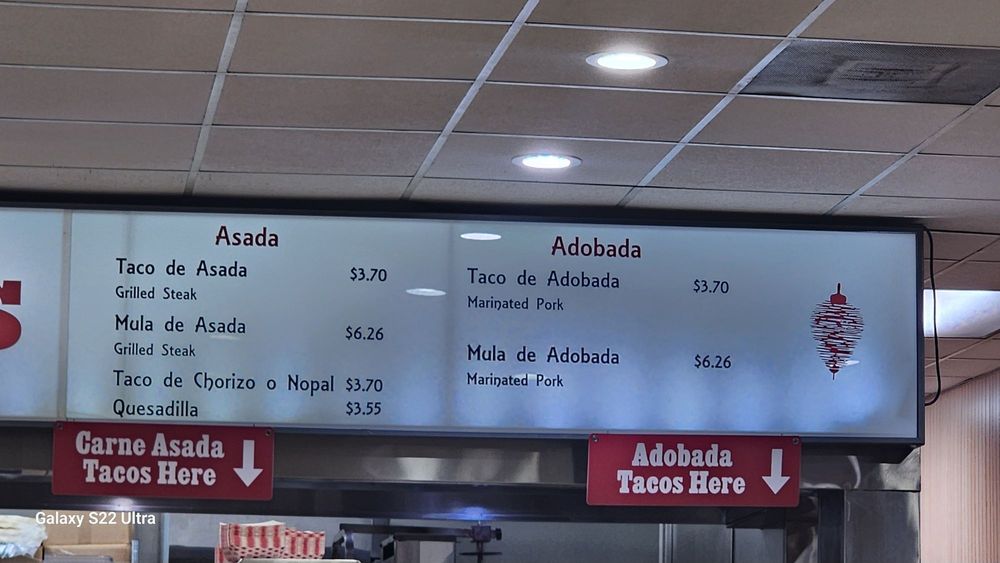 Asada
Taco de Asada $3.70
Grilled Steak
Mula de Asada $6.26
Grilled Steak
Taco de Chorizo o Nopal $3.70
Quesadilla $3.55
Adobada
Taco de Adobada $3.70
Marinated Pork
Mula de Adobada $6.26
Marinated Pork
Carne Asada
Tacos Here
Adobada
Tacos Here
Galaxy S22 Ultra